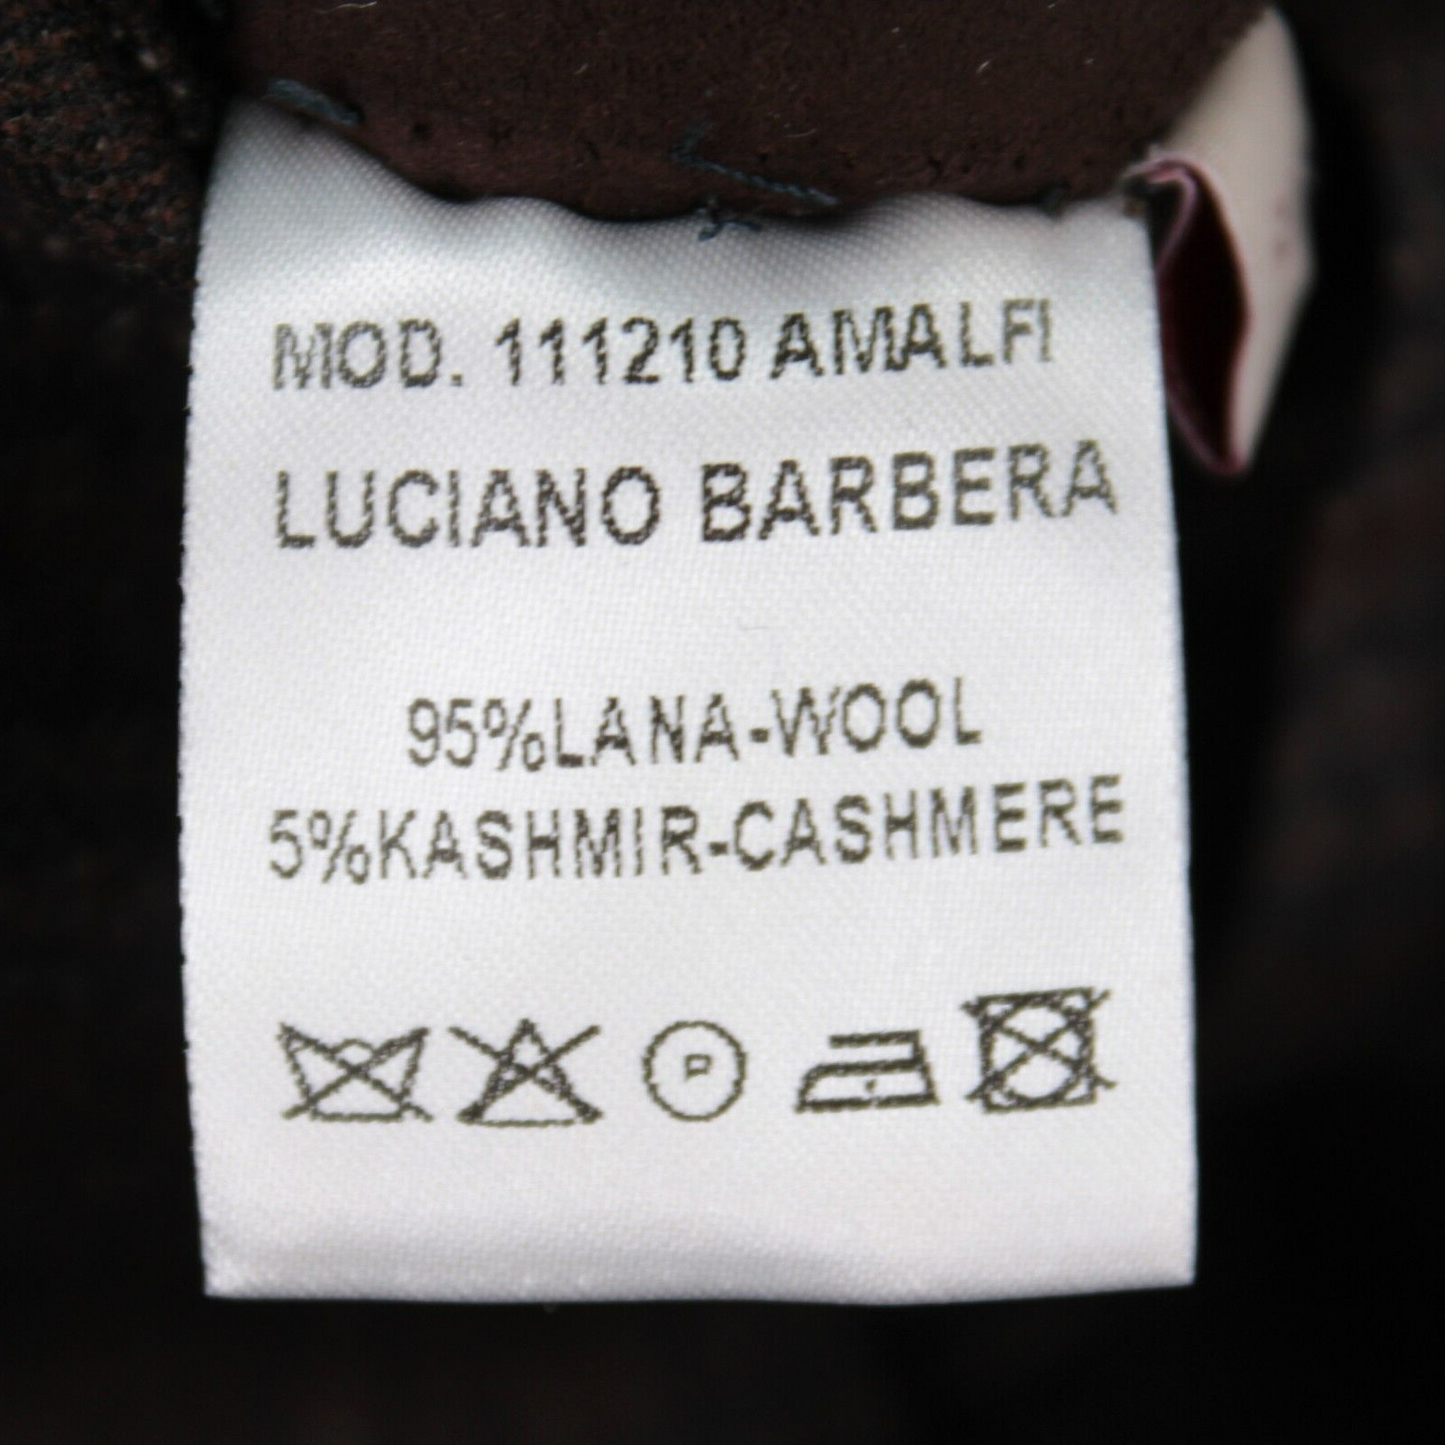 MOD. 111210 AMALFI
LUCIANO BARBERA
95%LANA-WOOL
5%KASHMIR-CASHMERE
P